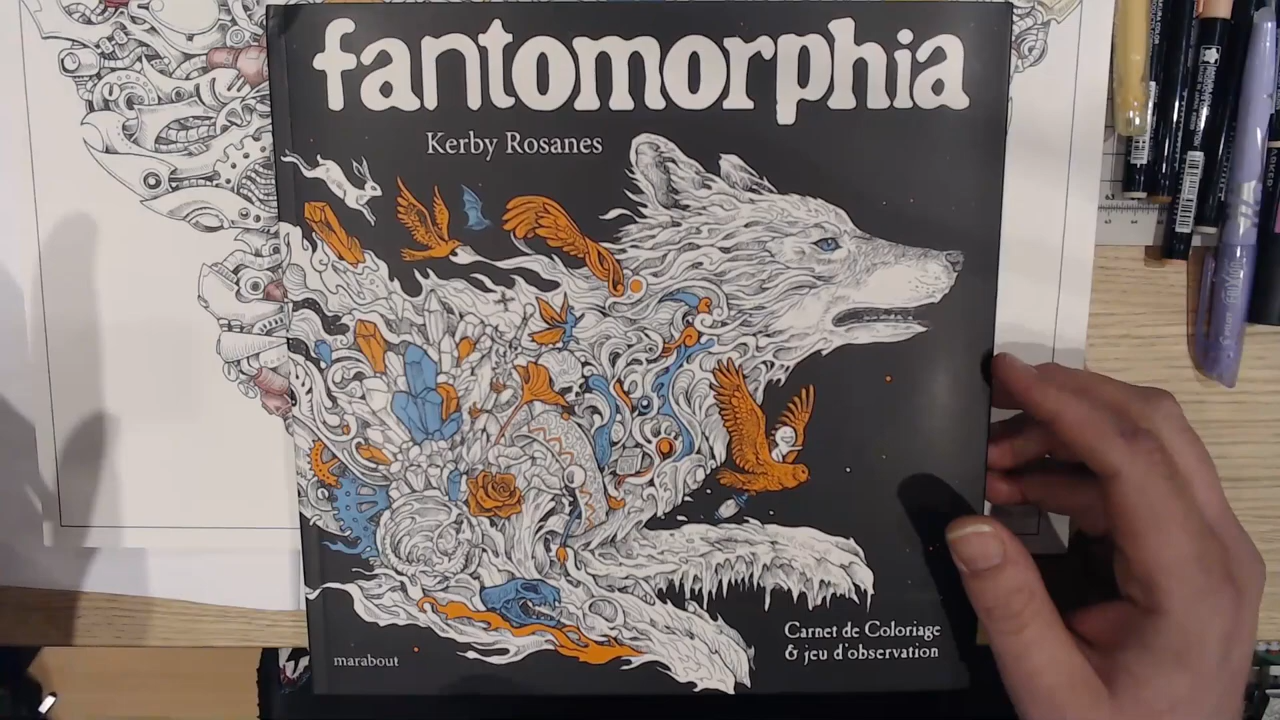 fantomorphia
Kerby Rosanes
Carnet de Coloriage
& jeu d'observation
marabout